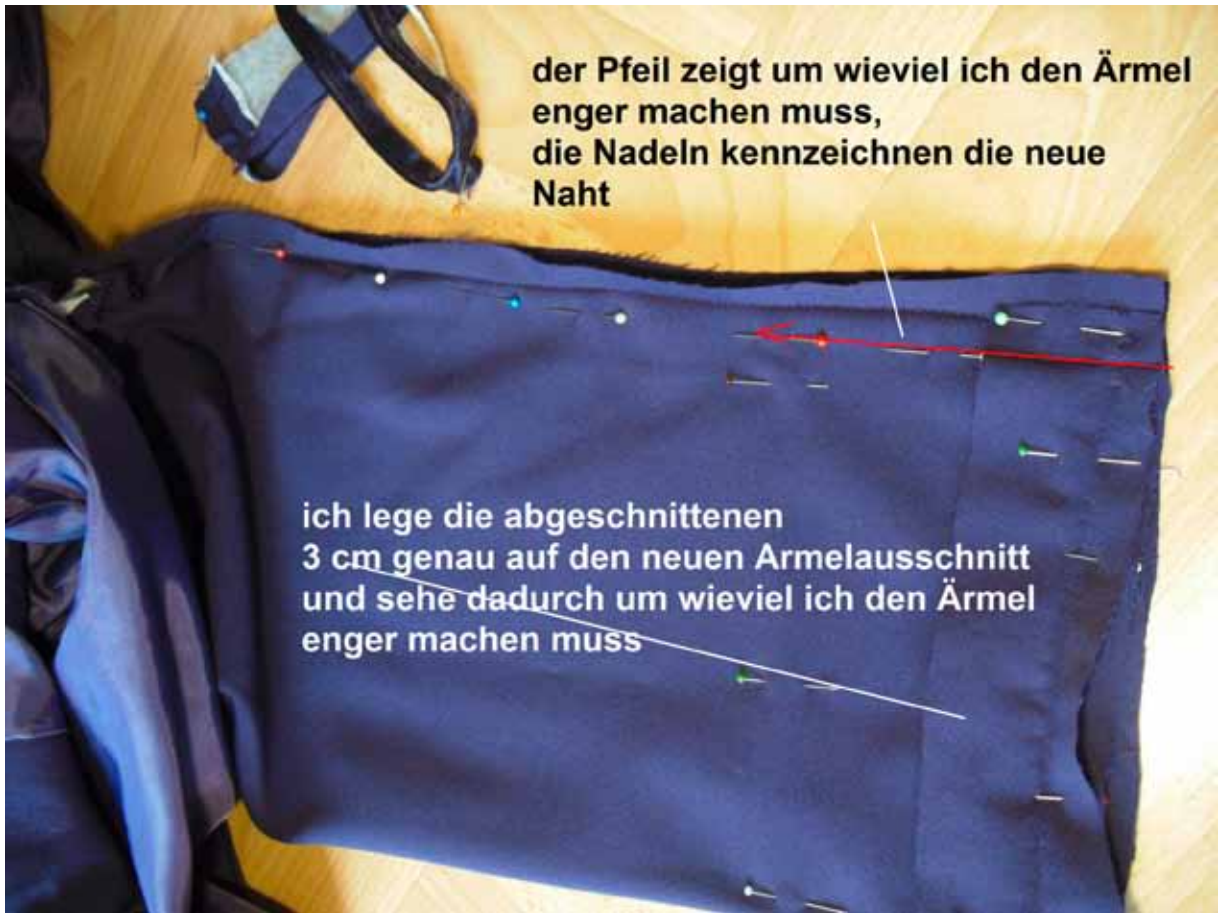 der Pfeil zeigt um wieviel ich den Ärmel
enger machen muss,
die Nadeln kennzeichnen die neue
Naht
ich lege die abgeschnittenen
3 cm genau auf den neuen Armelausschnitt
und sehe dadurch um wieviel ich den Ärmel
enger machen muss